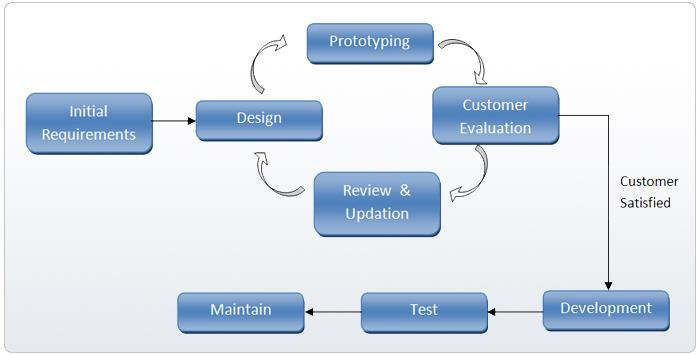 Prototyping
Initial
Requirements
Design
Customer
Evaluation
Review & 
Updation
Customer
Satisfied
Maintain
Test
Development